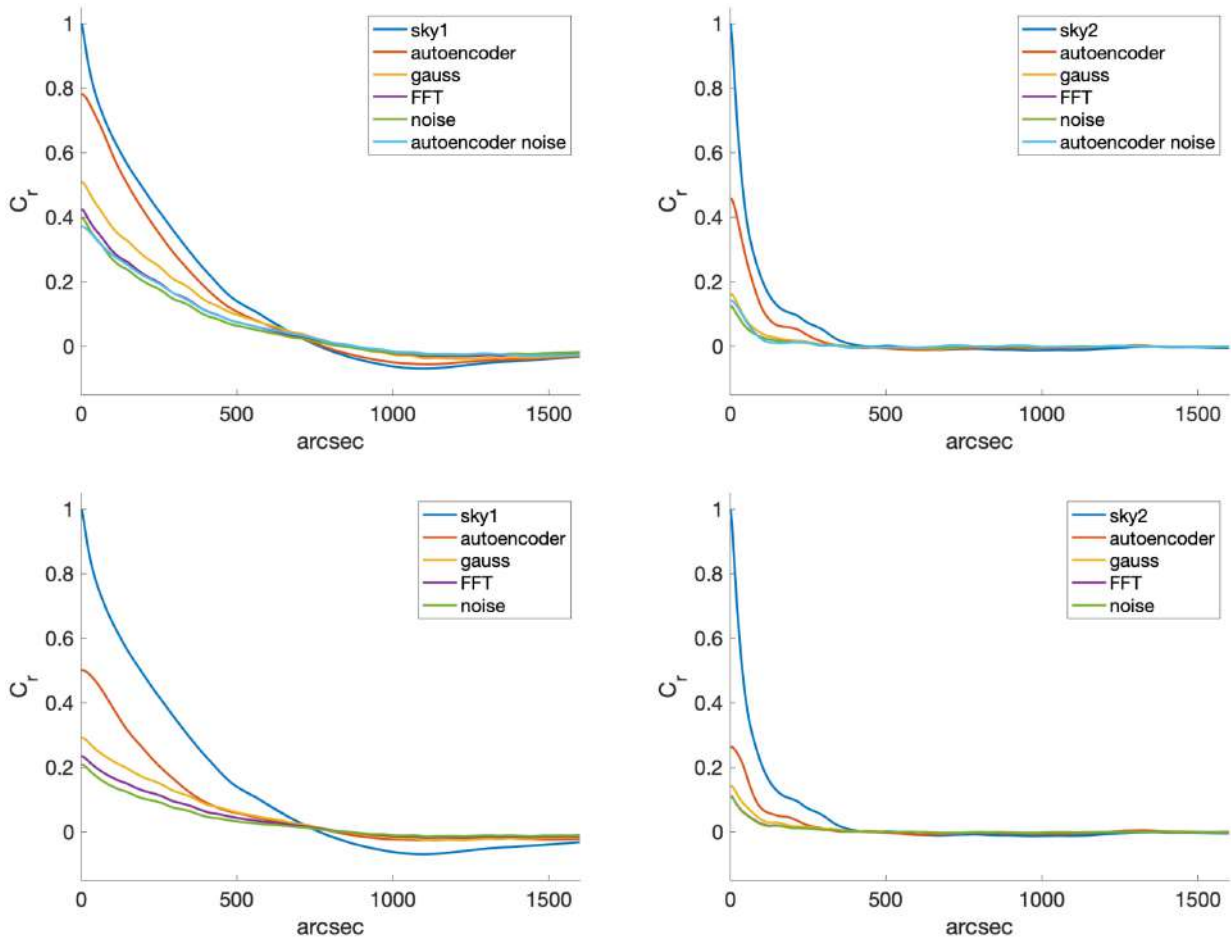 1
0.8
0.6
0.4
0.2
0
C_r
0 500 1000 1500
arcsec
sky1
autoencoder
gauss
FFT
noise
autoencoder noise
1
0.8
0.6
0.4
0.2
0
C_r
0 500 1000 1500
arcsec
sky2
autoencoder
gauss
FFT
noise
autoencoder noise
1
0.8
0.6
0.4
0.2
0
C_r
0 500 1000 1500
arcsec
sky1
autoencoder
gauss
FFT
noise
1
0.8
0.6
0.4
0.2
0
C_r
0 500 1000 1500
arcsec
sky2
autoencoder
gauss
FFT
noise